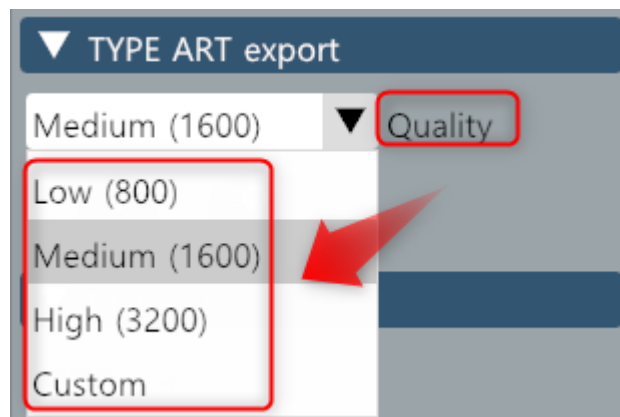 TYPE ART export
Medium (1600) Quality
Low (800)
Medium (1600)
High (3200)
Custom